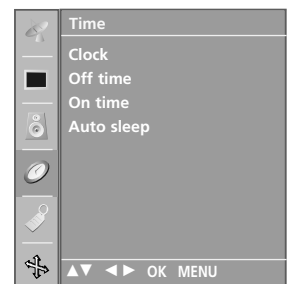 Time
Clock
Off time
On time
Auto sleep
▲▼ ◄► OK MENU